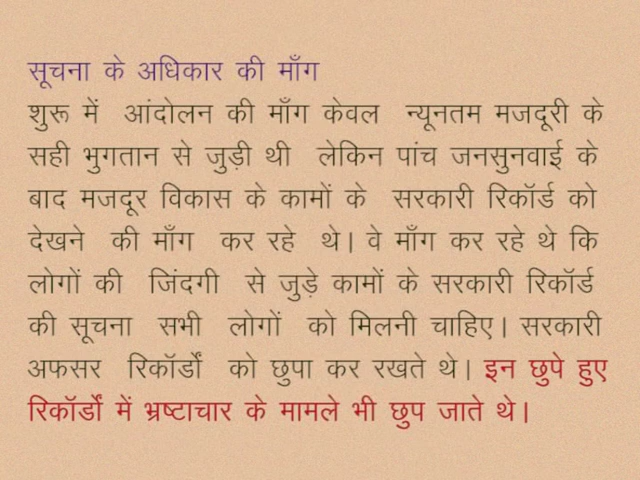 सूचना के अधिकार की माँग
शुरू में आंदोलन की माँग केवल न्यूनतम मजदूरी के
सही भुगतान से जुड़ी थी लेकिन पांच जनसुनवाई के
बाद मजदूर विकास के कामों के सरकारी रिकॉर्ड को
देखने की माँग कर रहे थे। वे माँग कर रहे थे कि
लोगों की जिंदगी से जुड़े कामों के सरकारी रिकॉर्ड
की सूचना सभी लोगों को मिलनी चाहिए। सरकारी
अफसर रिकॉर्डों को छुपा कर रखते थे। इन छुपे हुए
रिकॉर्डों में भ्रष्टाचार के मामले भी छुप जाते थे।